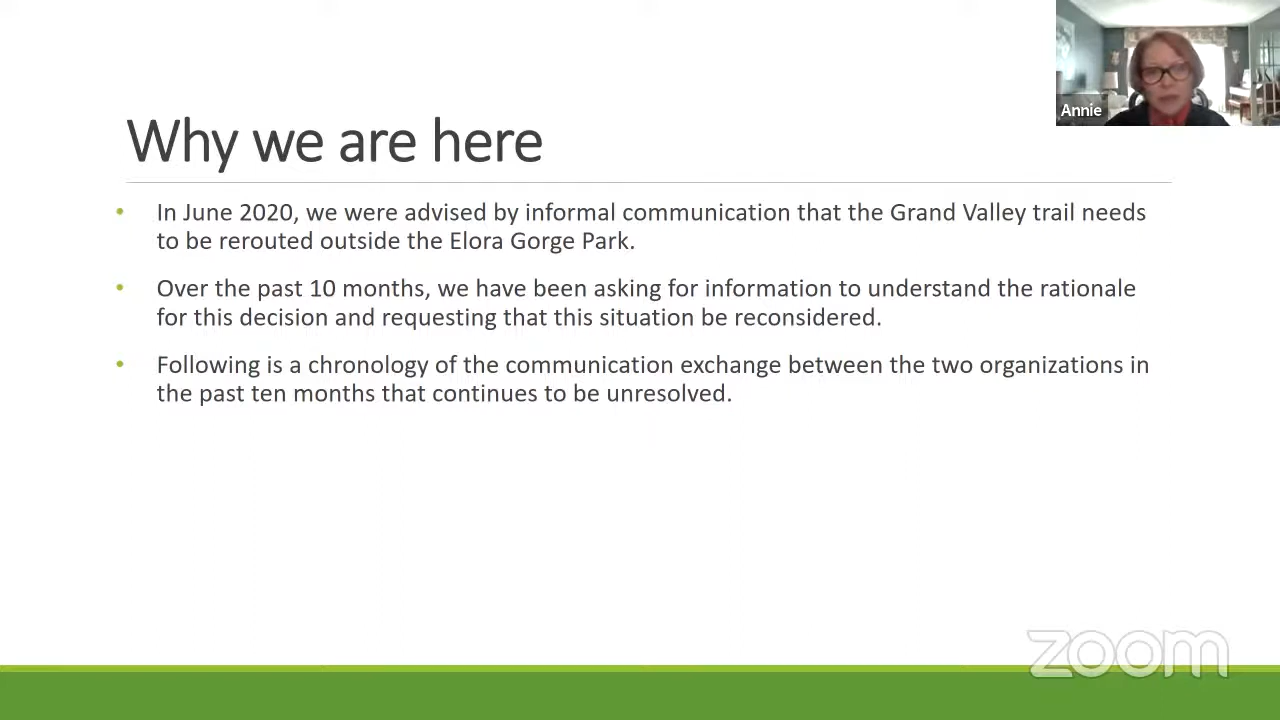 Annie
Why we are here
• In June 2020, we were advised by informal communication that the Grand Valley trail needs
to be rerouted outside the Elora Gorge Park.
• Over the past 10 months, we have been asking for information to understand the rationale
for this decision and requesting that this situation be reconsidered.
• Following is a chronology of the communication exchange between the two organizations in
the past ten months that continues to be unresolved.
zoom